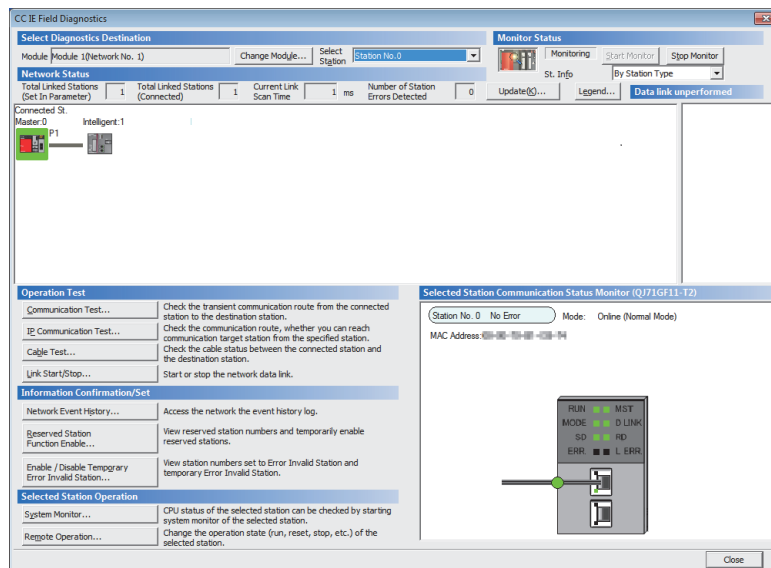 CC IE Field Diagnostics
Select Diagnostics Destination
Module Module 1(Network No. 1) Change Module... Select Station Station No.0
Monitor Status
Monitoring Start Monitor Stop Monitor
St. Info By Station Type
Network Status
Total Linked Stations (Set In Parameter) 1 Total Linked Stations (Connected) 1 Current Link Scan Time 1 ms Number of Station Errors Detected 0
Update(K)... Legend... Data link unperformed
Connected St.
Master:0 Intelligent:1
P1
Operation Test
Communication Test... Check the transient communication route from the connected
station to the destination station.
IP Communication Test... Check the communication route, whether you can reach
communication target station from the specified station.
Cable Test... Check the cable status between the connected station and
the destination station.
Link Start/Stop... Start or stop the network data link.
Information Confirmation/Set
Network Event History... Access the network the event history log.
Reserved Station
Function Enable...
View reserved station numbers and temporarily enable
reserved stations.
Enable / Disable Temporary
Error Invalid Station...
View station numbers set to Error Invalid Station and
temporary Error Invalid Station.
Selected Station Operation
System Monitor... CPU status of the selected station can be checked by starting
system monitor of the selected station.
Remote Operation... Change the operation state (run, reset, stop, etc.) of the
selected station.
Selected Station Communication Status Monitor (QJ71GF11-T2)
Station No. 0 No Error Mode: Online (Normal Mode)
MAC Address:
RUN MST
MODE D LINK
SD RD
ERR. L ERR.
Close